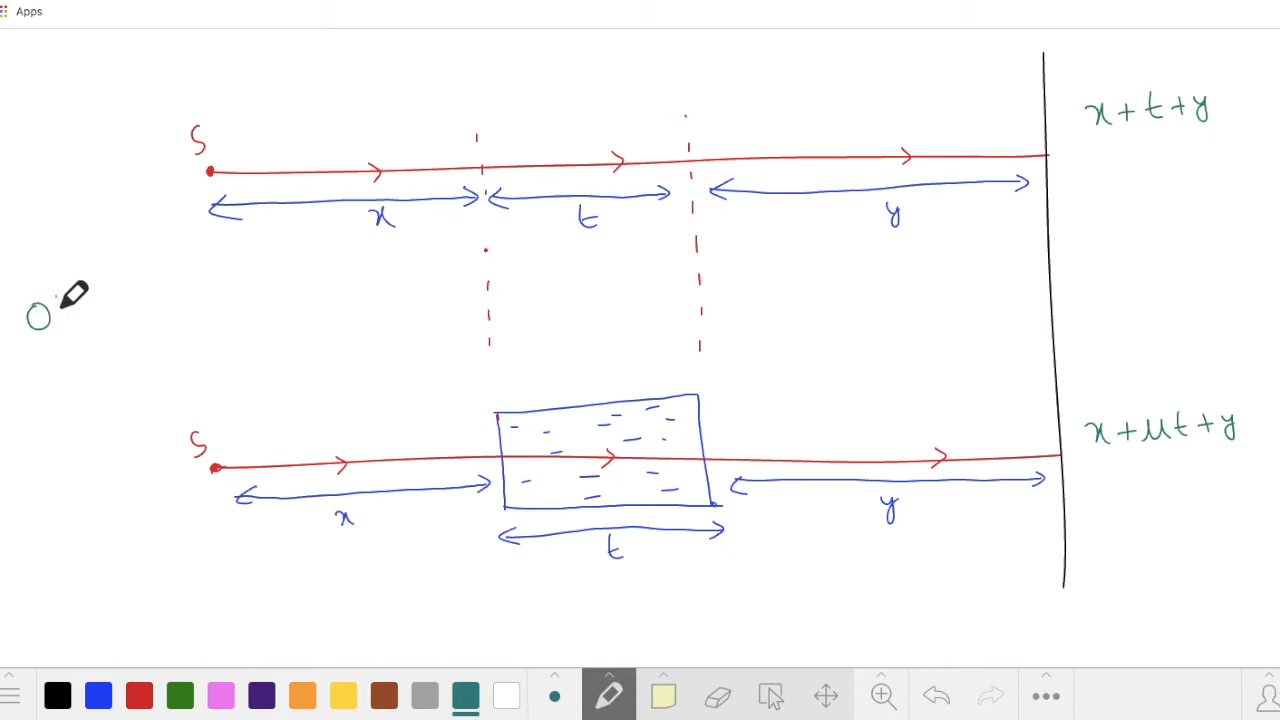 Apps
S
x + t + y
x t y
O
S
x + μt + y
x y
t